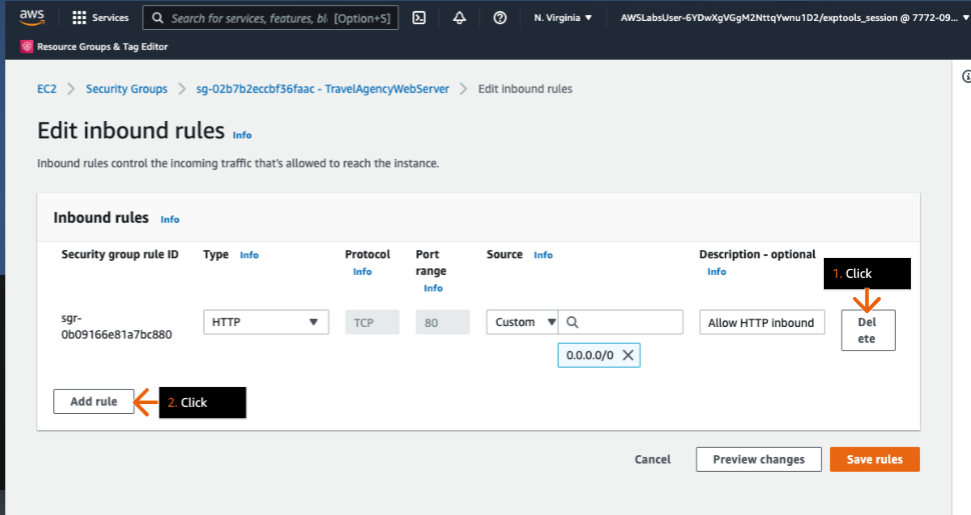 aws
Services
Search for services, features, bl [Option+S]
N. Virginia ▼
AWSLabsUser-6YDwXgVGgM2NttqYwnu1D2/exptools_session @ 7772-09... ▼
Resource Groups & Tag Editor
EC2 > Security Groups > sg-02b7b2eccbf36faac - TravelAgencyWebServer > Edit inbound rules
Edit inbound rules Info
Inbound rules control the incoming traffic that's allowed to reach the instance.
Inbound rules Info
Security group rule ID
Type Info
Protocol
Info
Port
range
Info
Source Info
Description - optional
Info
1. Click
sgr-
0b09166e81a7bc880
HTTP
TCP
80
Custom
0.0.0.0/0
Allow HTTP inbound
Del
ete
Add rule
2. Click
Cancel
Preview changes
Save rules